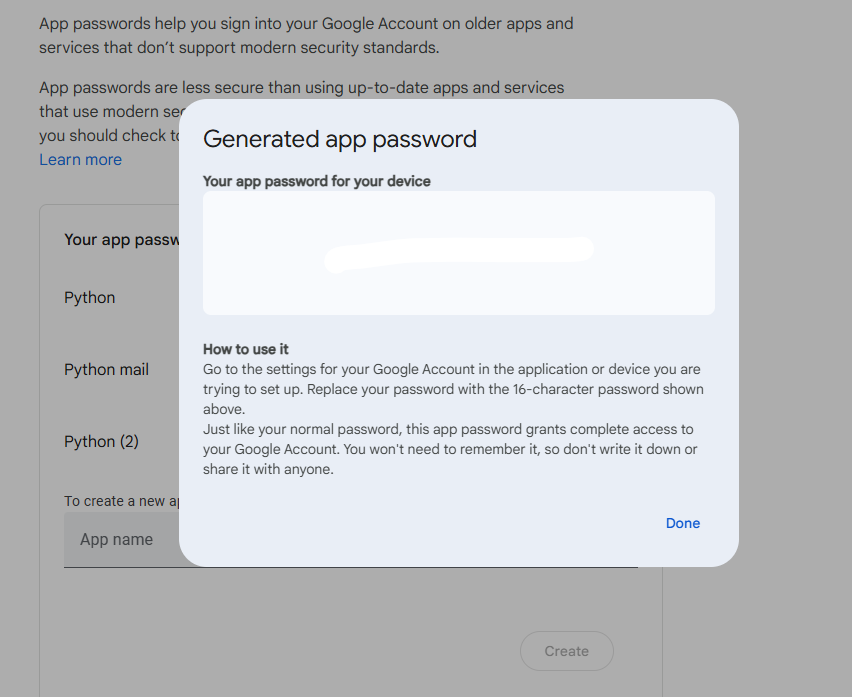 App passwords help you sign into your Google Account on older apps and
services that don’t support modern security standards.
App passwords are less secure than using up-to-date apps and services
that use modern sec
you should check to
Learn more
Your app passw
Python
Python mail
Python (2)
To create a new ap
App name
Create
Generated app password
Your app password for your device
How to use it
Go to the settings for your Google Account in the application or device you are
trying to set up. Replace your password with the 16-character password shown
above.
Just like your normal password, this app password grants complete access to
your Google Account. You won't need to remember it, so don't write it down or
share it with anyone.
Done